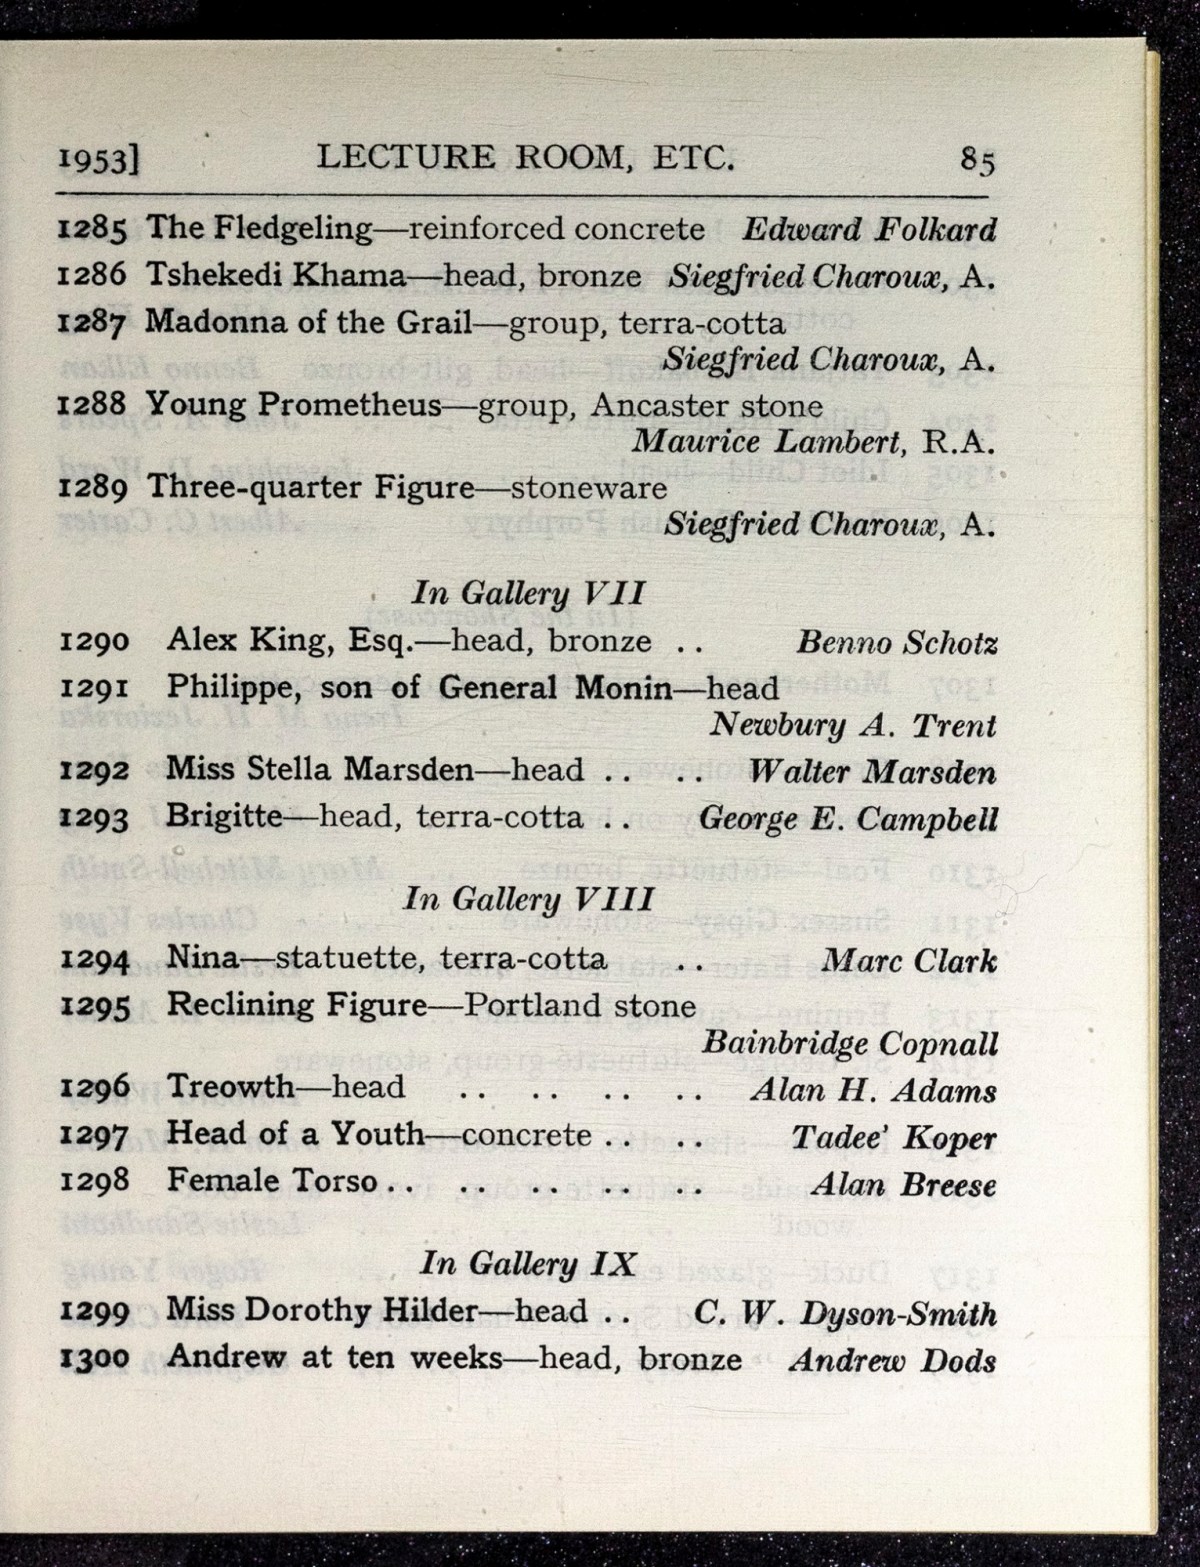 1953] LECTURE ROOM, ETC. 85
1285 The Fledgeling—reinforced concrete Edward Folkard
1286 Tshekedi Khama—head, bronze Siegfried Charoux, A.
1287 Madonna of the Grail—group, terra-cotta
Siegfried Charoux, A.
1288 Young Prometheus—group, Ancaster stone
Maurice Lambert, R.A.
1289 Three-quarter Figure—stoneware
Siegfried Charoux, A.
In Gallery VII
1290 Alex King, Esq.—head, bronze .. Benno Schotz
1291 Philippe, son of General Monin—head
Newbury A. Trent
1292 Miss Stella Marsden—head .. .. Walter Marsden
1293 Brigitte—head, terra-cotta .. George E. Campbell
In Gallery VIII
1294 Nina—statuette, terra-cotta .. Marc Clark
1295 Reclining Figure—Portland stone
Bainbridge Copnall
1296 Treowth—head .. .. .. .. Alan H. Adams
1297 Head of a Youth—concrete .. .. Tadee' Koper
1298 Female Torso .. .. .. .. .. Alan Breese
In Gallery IX
1299 Miss Dorothy Hilder—head .. C. W. Dyson-Smith
1300 Andrew at ten weeks—head, bronze Andrew Dods